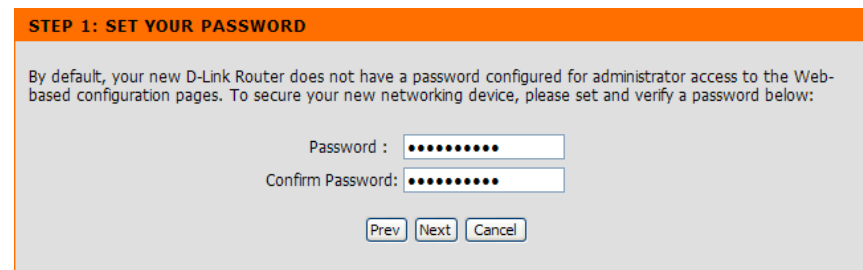 STEP 1: SET YOUR PASSWORD
By default, your new D-Link Router does not have a password configured for administrator access to the Web-
based configuration pages. To secure your new networking device, please set and verify a password below:
Password : ••••••••••
Confirm Password: ••••••••••
Prev Next Cancel